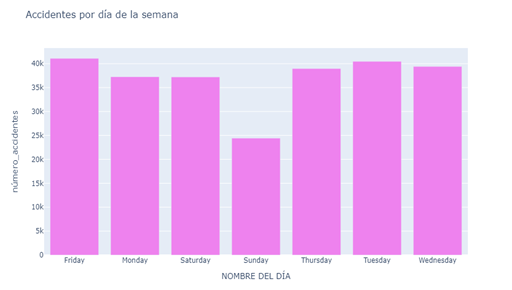 Accidentes por día de la semana
número_accidentes
40k
35k
30k
25k
20k
15k
10k
5k
0
Friday Monday Saturday Sunday Thursday Tuesday Wednesday
NOMBRE DEL DÍA